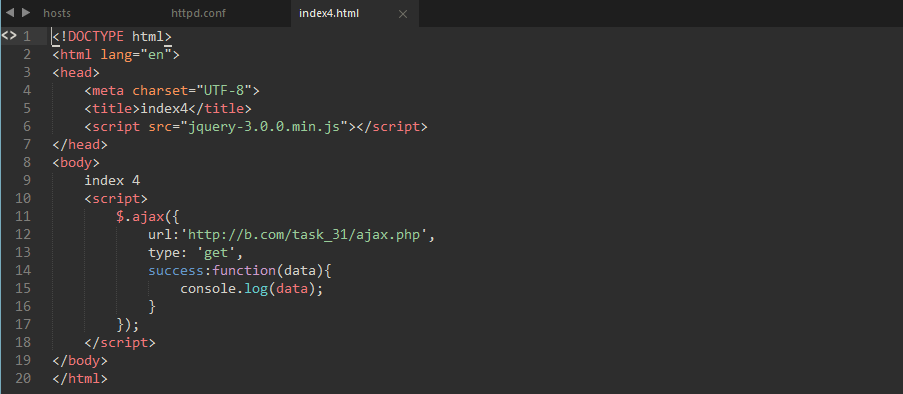 hosts httpd.conf index4.html
<> 1 <!DOCTYPE html>
2 <html lang="en">
3 <head>
4     <meta charset="UTF-8">
5     <title>index4</title>
6     <script src="jquery-3.0.0.min.js"></script>
7 </head>
8 <body>
9     index 4
10     <script>
11         $.ajax({
12             url:'http://b.com/task_31/ajax.php',
13             type: 'get',
14             success:function(data){
15                 console.log(data);
16             }
17         });
18     </script>
19 </body>
20 </html>